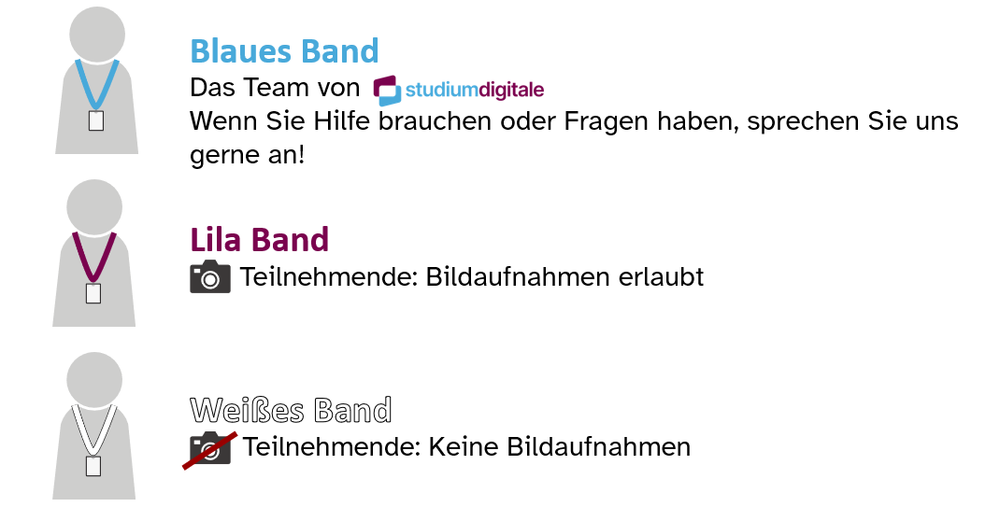 Blaues Band
Das Team von studiumdigitale
Wenn Sie Hilfe brauchen oder Fragen haben, sprechen Sie uns
gerne an!
Lila Band
Teilnehmende: Bildaufnahmen erlaubt
Weißes Band
Teilnehmende: Keine Bildaufnahmen